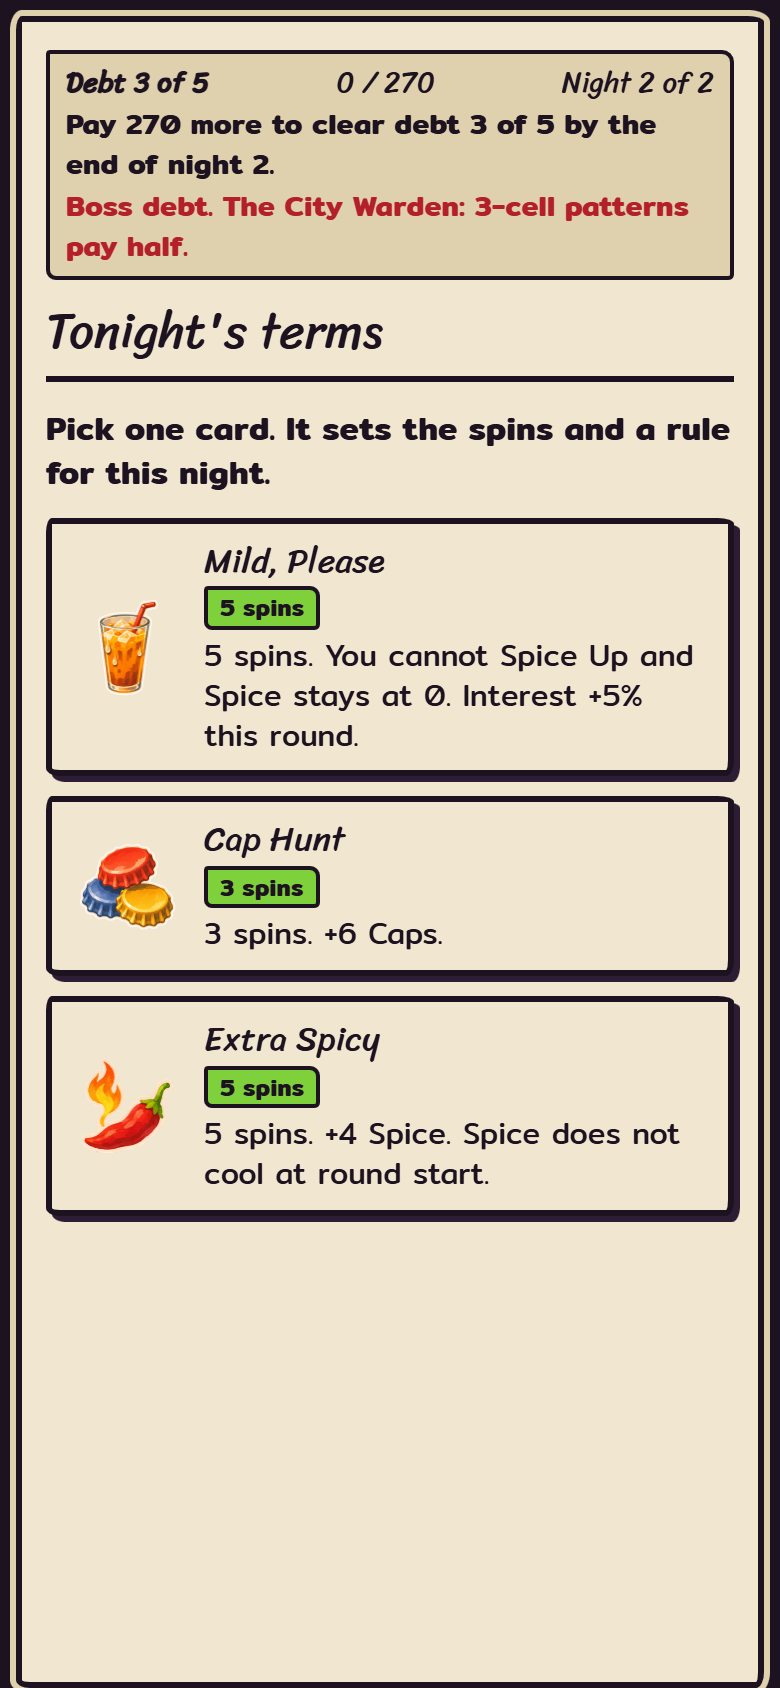 Debt 3 of 5 0 / 270 Night 2 of 2
Pay 270 more to clear debt 3 of 5 by the
end of night 2.
Boss debt. The City Warden: 3-cell patterns
pay half.
Tonight's terms
Pick one card. It sets the spins and a rule
for this night.
Mild, Please
5 spins
5 spins. You cannot Spice Up and
Spice stays at 0. Interest +5%
this round.
Cap Hunt
3 spins
3 spins. +6 Caps.
Extra Spicy
5 spins
5 spins. +4 Spice. Spice does not
cool at round start.